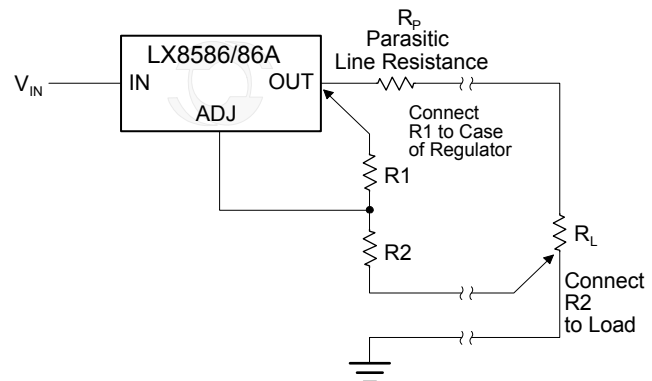 R_P
Parasitic
Line Resistance
LX8586/86A
V_IN
IN
OUT
ADJ
Connect
R1 to Case
of Regulator
R1
R2
R_L
Connect
R2
to Load